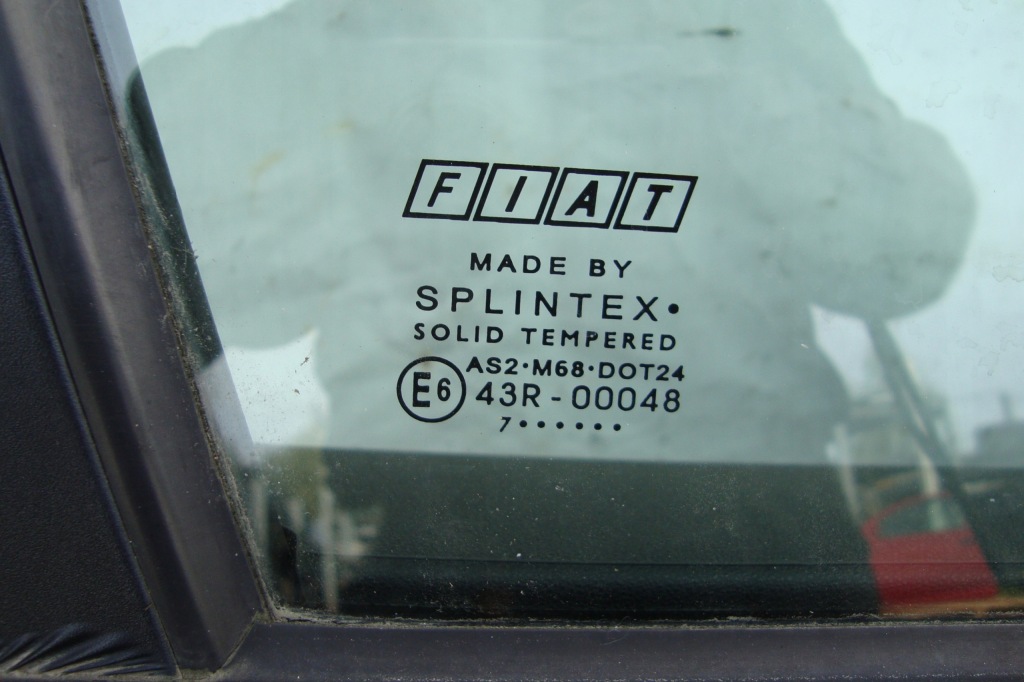 FIAT
MADE BY
SPLINTEX•
SOLID TEMPERED
AS2•M68•DOT24
E6 43R-00048
7••••••